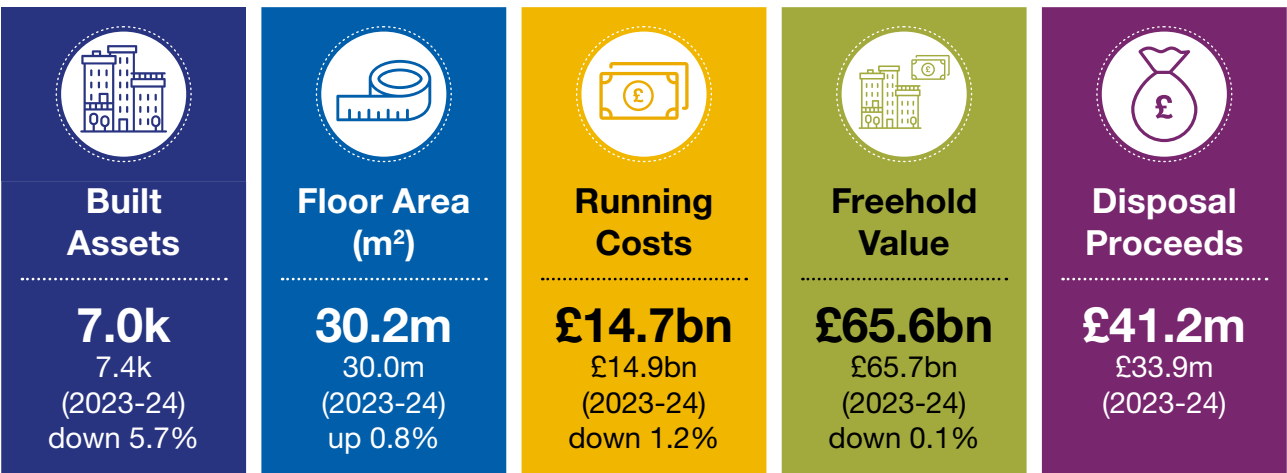 £
£
£
Built
Assets
7.0k
7.4k
(2023-24)
down 5.7%
Floor Area
(m²)
30.2m
30.0m
(2023-24)
up 0.8%
Running
Costs
£14.7bn
£14.9bn
(2023-24)
down 1.2%
Freehold
Value
£65.6bn
£65.7bn
(2023-24)
down 0.1%
Disposal
Proceeds
£41.2m
£33.9m
(2023-24)